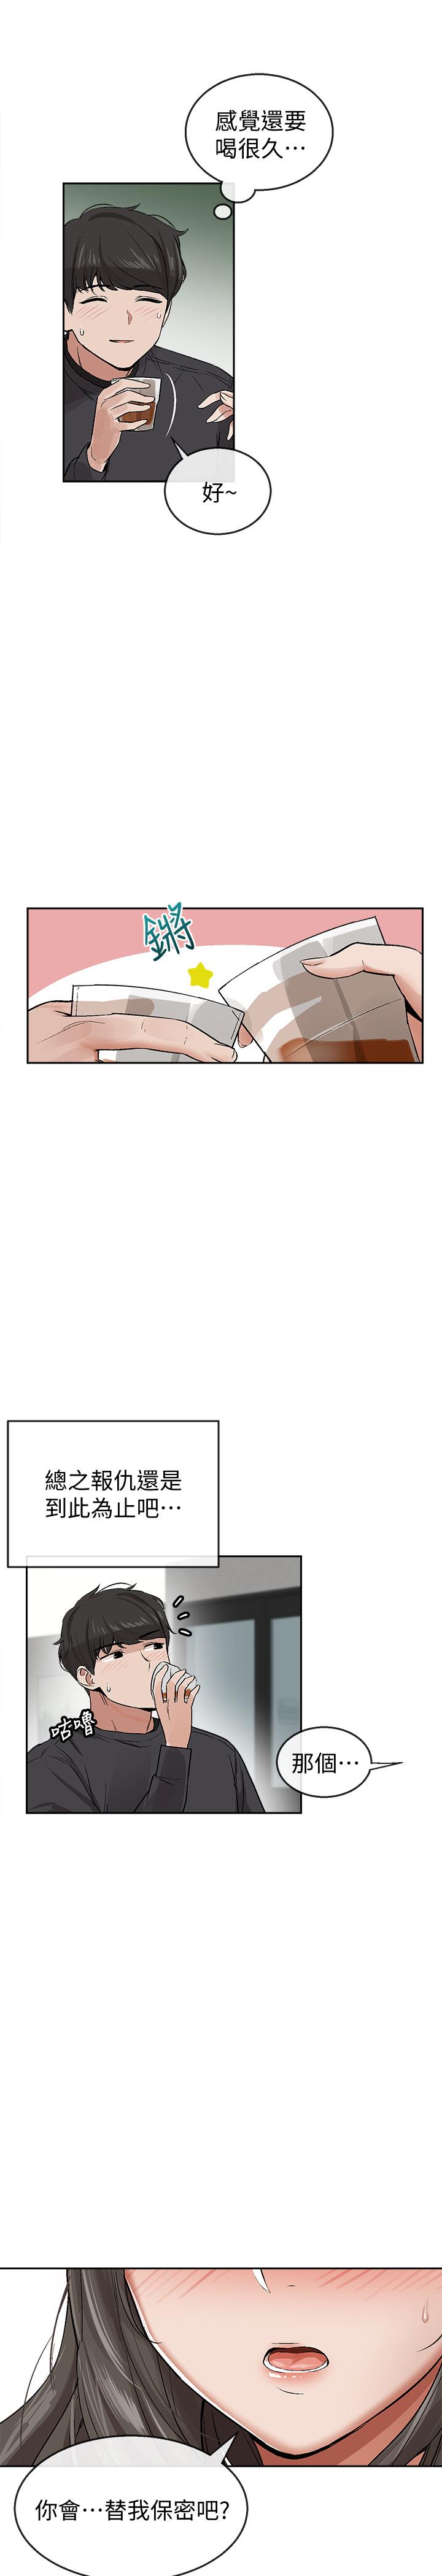 感覺還要
喝很久⋯
好~
鏘
總之報仇還是
到此為止吧⋯
咕嚕
那個⋯
你會⋯替我保密吧?